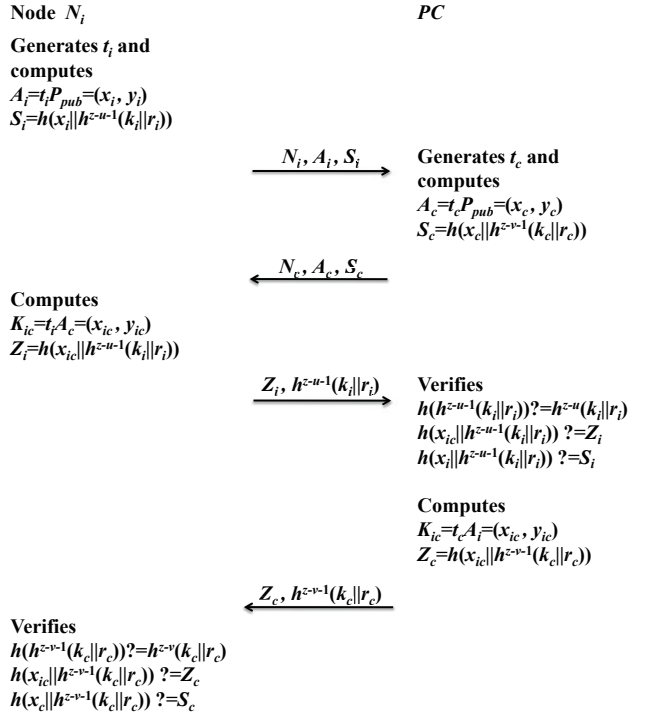 Node N_i
PC
Generates t_i and
computes
A_i=t_iP_pub=(x_i, y_i)
S_i=h(x_i||h^{z-u-1}(k_i||r_i))
N_i, A_i, S_i
Generates t_c and
computes
A_c=t_cP_pub=(x_c, y_c)
S_c=h(x_c||h^{z-v-1}(k_c||r_c))
N_c, A_c, S_c
Computes
K_ic=t_iA_c=(x_ic, y_ic)
Z_i=h(x_ic||h^{z-u-1}(k_i||r_i))
Z_i, h^{z-u-1}(k_i||r_i)
Verifies
h(h^{z-u-1}(k_i||r_i))?=h^{z-u}(k_i||r_i)
h(x_ic||h^{z-u-1}(k_i||r_i)) ?=Z_i
h(x_i||h^{z-u-1}(k_i||r_i)) ?=S_i
Computes
K_ic=t_cA_i=(x_ic, y_ic)
Z_c=h(x_ic||h^{z-v-1}(k_c||r_c))
Z_c, h^{z-v-1}(k_c||r_c)
Verifies
h(h^{z-v-1}(k_c||r_c))?=h^{z-v}(k_c||r_c)
h(x_ic||h^{z-v-1}(k_c||r_c)) ?=Z_c
h(x_c||h^{z-v-1}(k_c||r_c)) ?=S_c